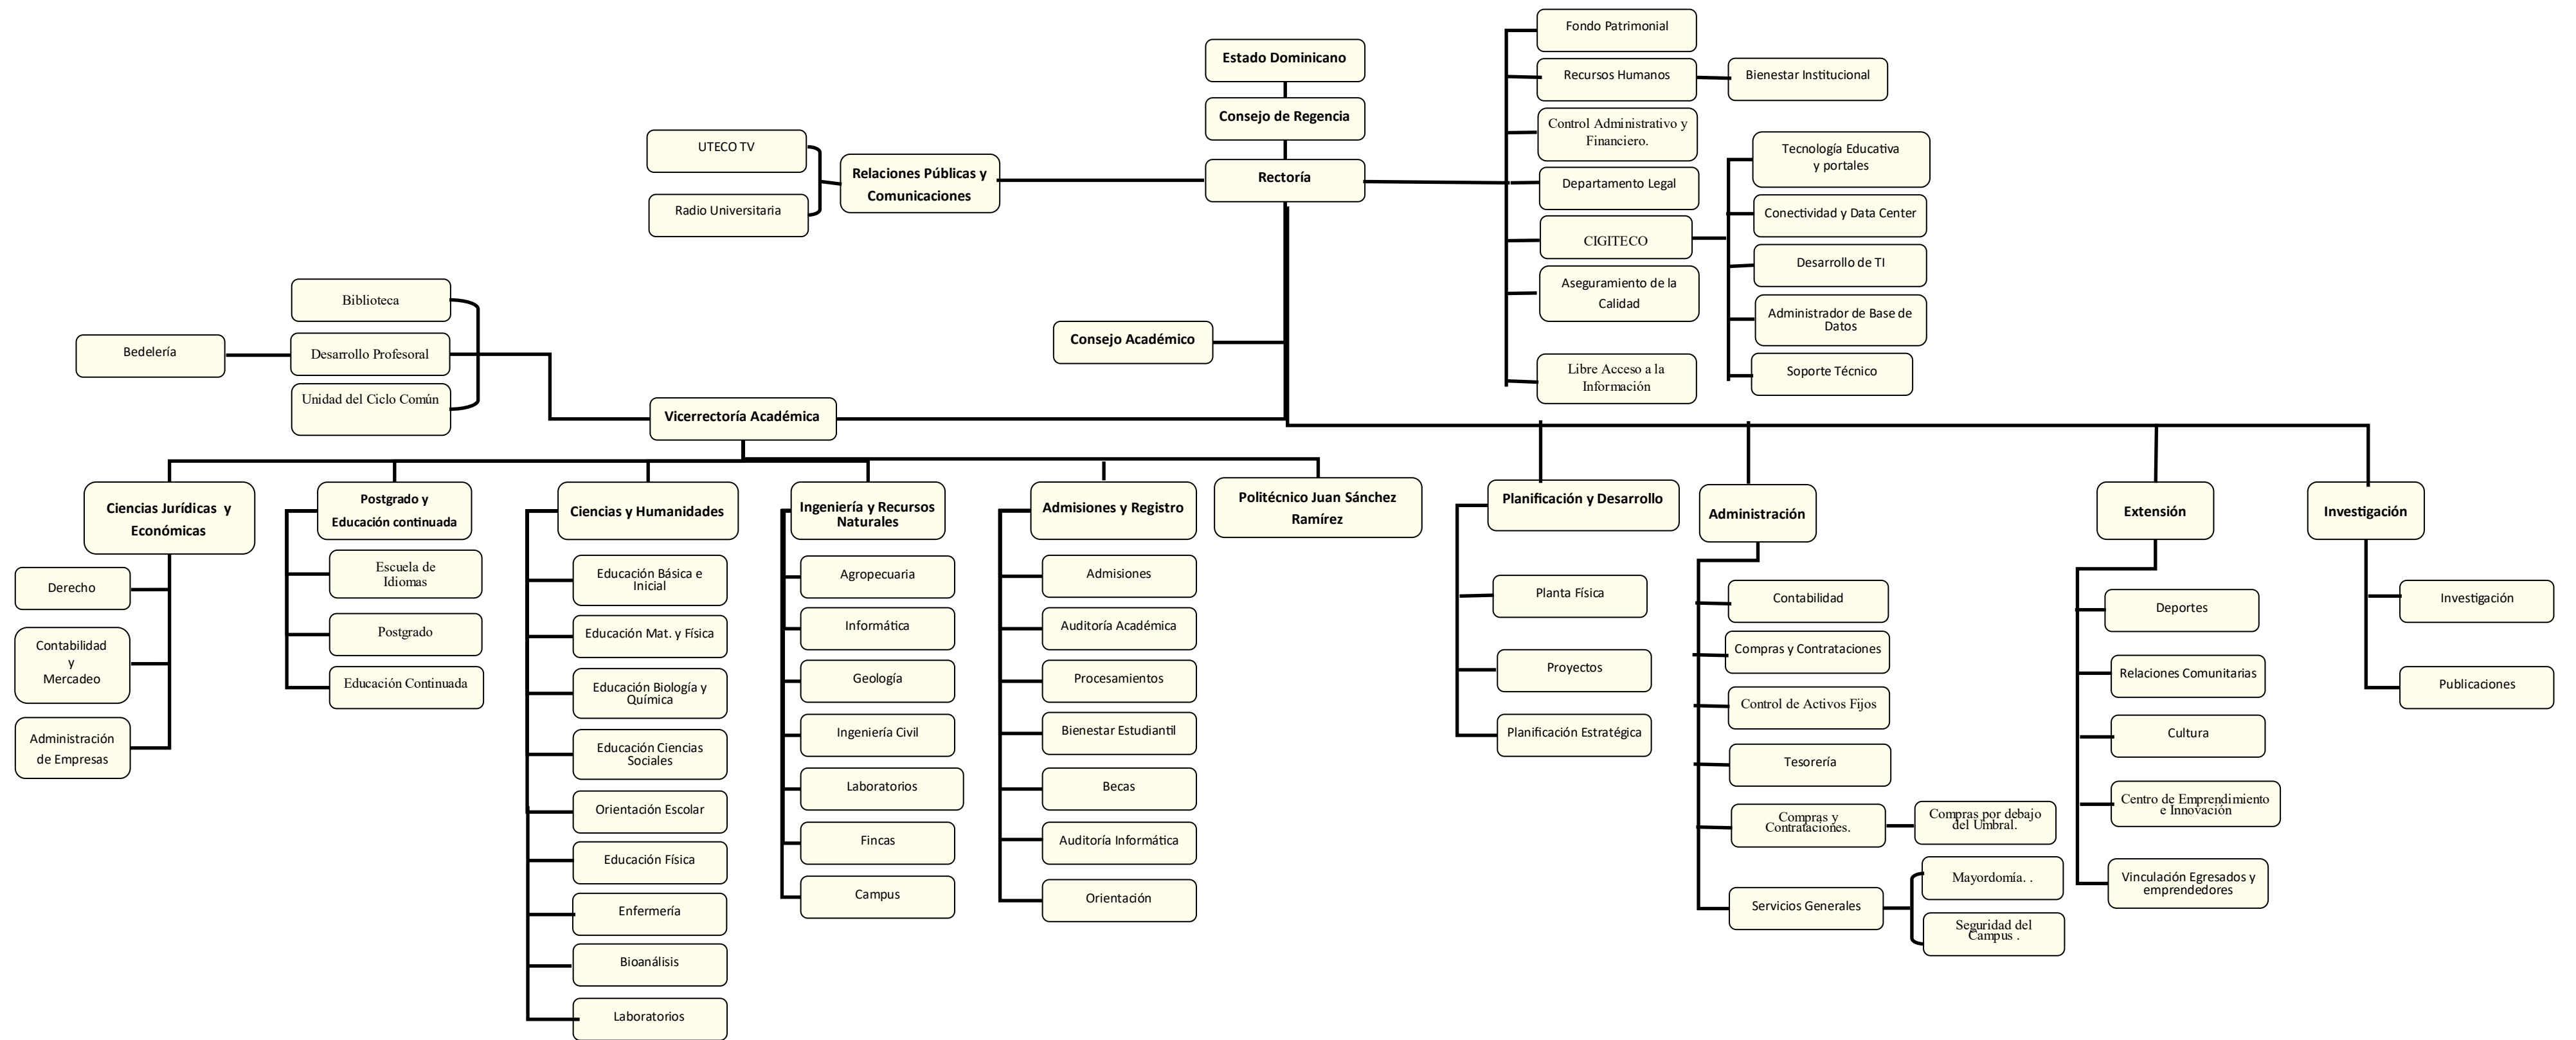 Estado Dominicano
Consejo de Regencia
Rectoría
Relaciones Públicas y
Comunicaciones
UTECO TV
Radio Universitaria
Fondo Patrimonial
Recursos Humanos
Bienestar Institucional
Control Administrativo y
Financiero.
Departamento Legal
CIGITECO
Tecnología Educativa
y portales
Conectividad y Data Center
Desarrollo de TI
Administrador de Base de
Datos
Soporte Técnico
Aseguramiento de la
Calidad
Libre Acceso a la
Información
Consejo Académico
Biblioteca
Bedelería
Desarrollo Profesoral
Unidad del Ciclo Común
Vicerrectoría Académica
Ciencias Jurídicas y
Económicas
Derecho
Contabilidad
y
Mercadeo
Administración
de Empresas
Postgrado y
Educación continuada
Escuela de
Idiomas
Postgrado
Educación Continuada
Ciencias y Humanidades
Educación Básica e
Inicial
Educación Mat. y Física
Educación Biología y
Química
Educación Ciencias
Sociales
Orientación Escolar
Educación Física
Enfermería
Bioanálisis
Laboratorios
Ingeniería y Recursos
Naturales
Agropecuaria
Informática
Geología
Ingeniería Civil
Laboratorios
Fincas
Campus
Admisiones y Registro
Admisiones
Auditoría Académica
Procesamientos
Bienestar Estudiantil
Becas
Auditoría Informática
Orientación
Politécnico Juan Sánchez
Ramírez
Planificación y Desarrollo
Planta Física
Proyectos
Planificación Estratégica
Administración
Contabilidad
Compras y Contrataciones
Control de Activos Fijos
Tesorería
Compras y
Contrataciones.
Compras por debajo
del Umbral.
Servicios Generales
Mayordomía. .
Seguridad del
Campus .
Extensión
Deportes
Relaciones Comunitarias
Cultura
Centro de Emprendimiento
e Innovación
Vinculación Egresados y
emprendedores
Investigación
Investigación
Publicaciones